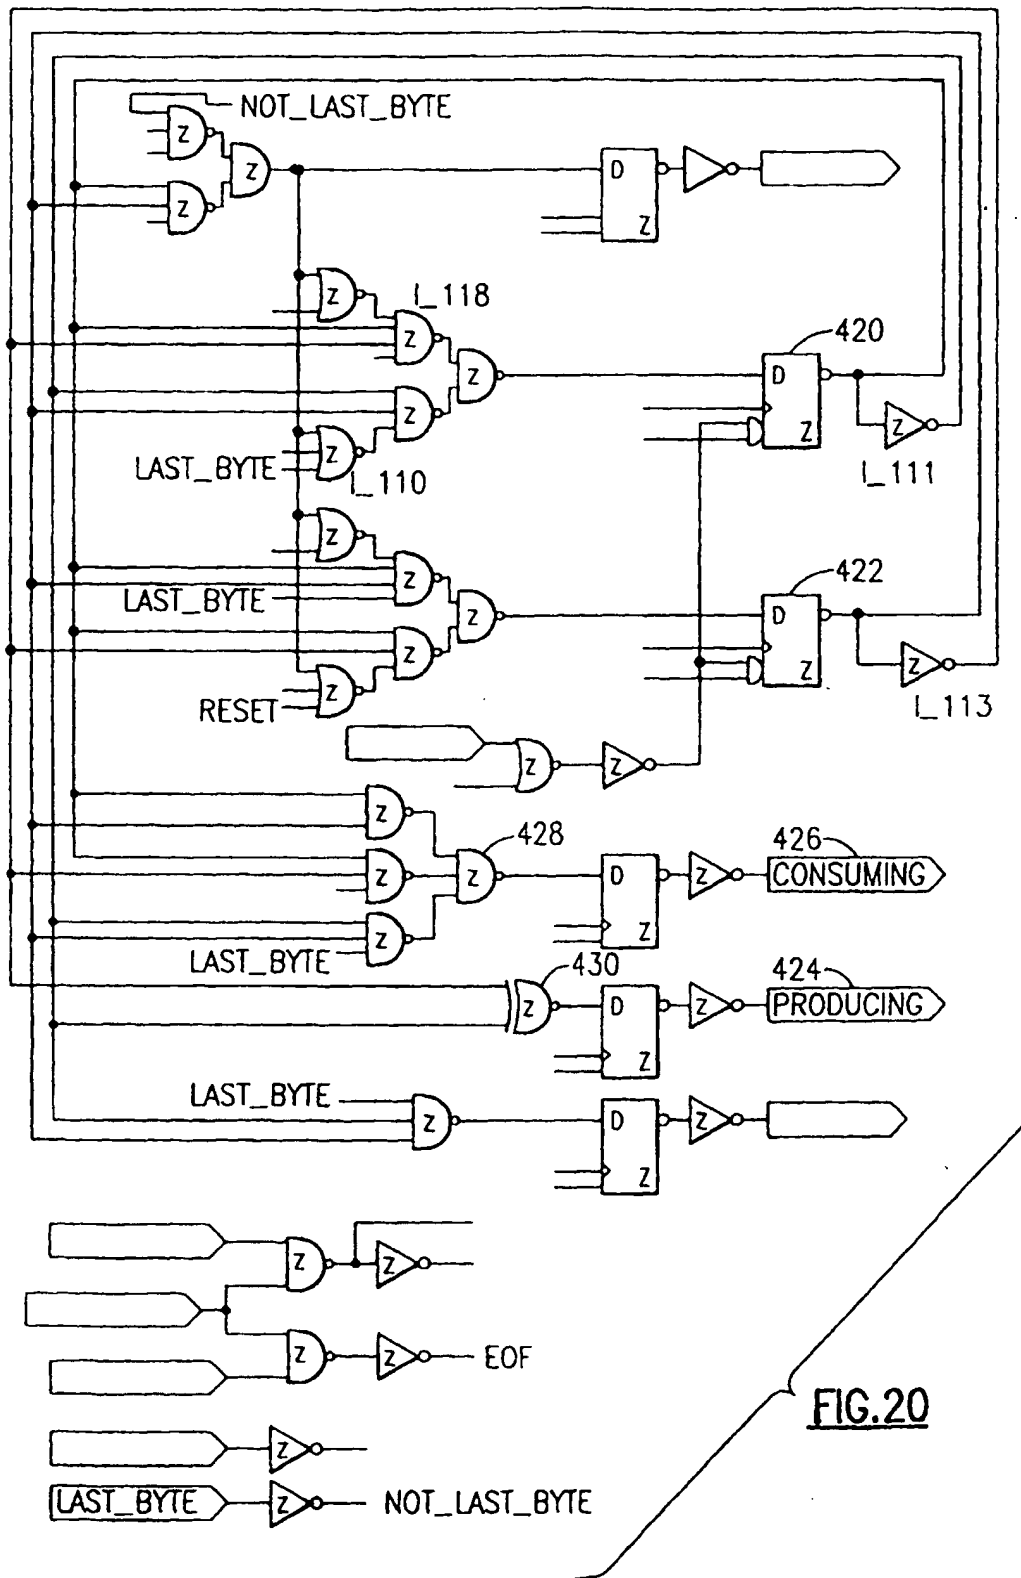 NOT_LAST_BYTE
Z
Z
Z
D
Z
Z
I_118
Z
Z
Z
Z
Z
LAST_BYTE
I_110
420
D
Z
Z
I_111
Z
Z
LAST_BYTE
Z
Z
Z
RESET
422
D
Z
Z
I_113
Z
Z
Z
Z
Z
LAST_BYTE
428
Z
D
Z
Z
426
CONSUMING
430
Z
D
Z
Z
424
PRODUCING
LAST_BYTE
Z
D
Z
Z
Z
Z
Z
Z
EOF
Z
LAST_BYTE
Z
NOT_LAST_BYTE
FIG.20